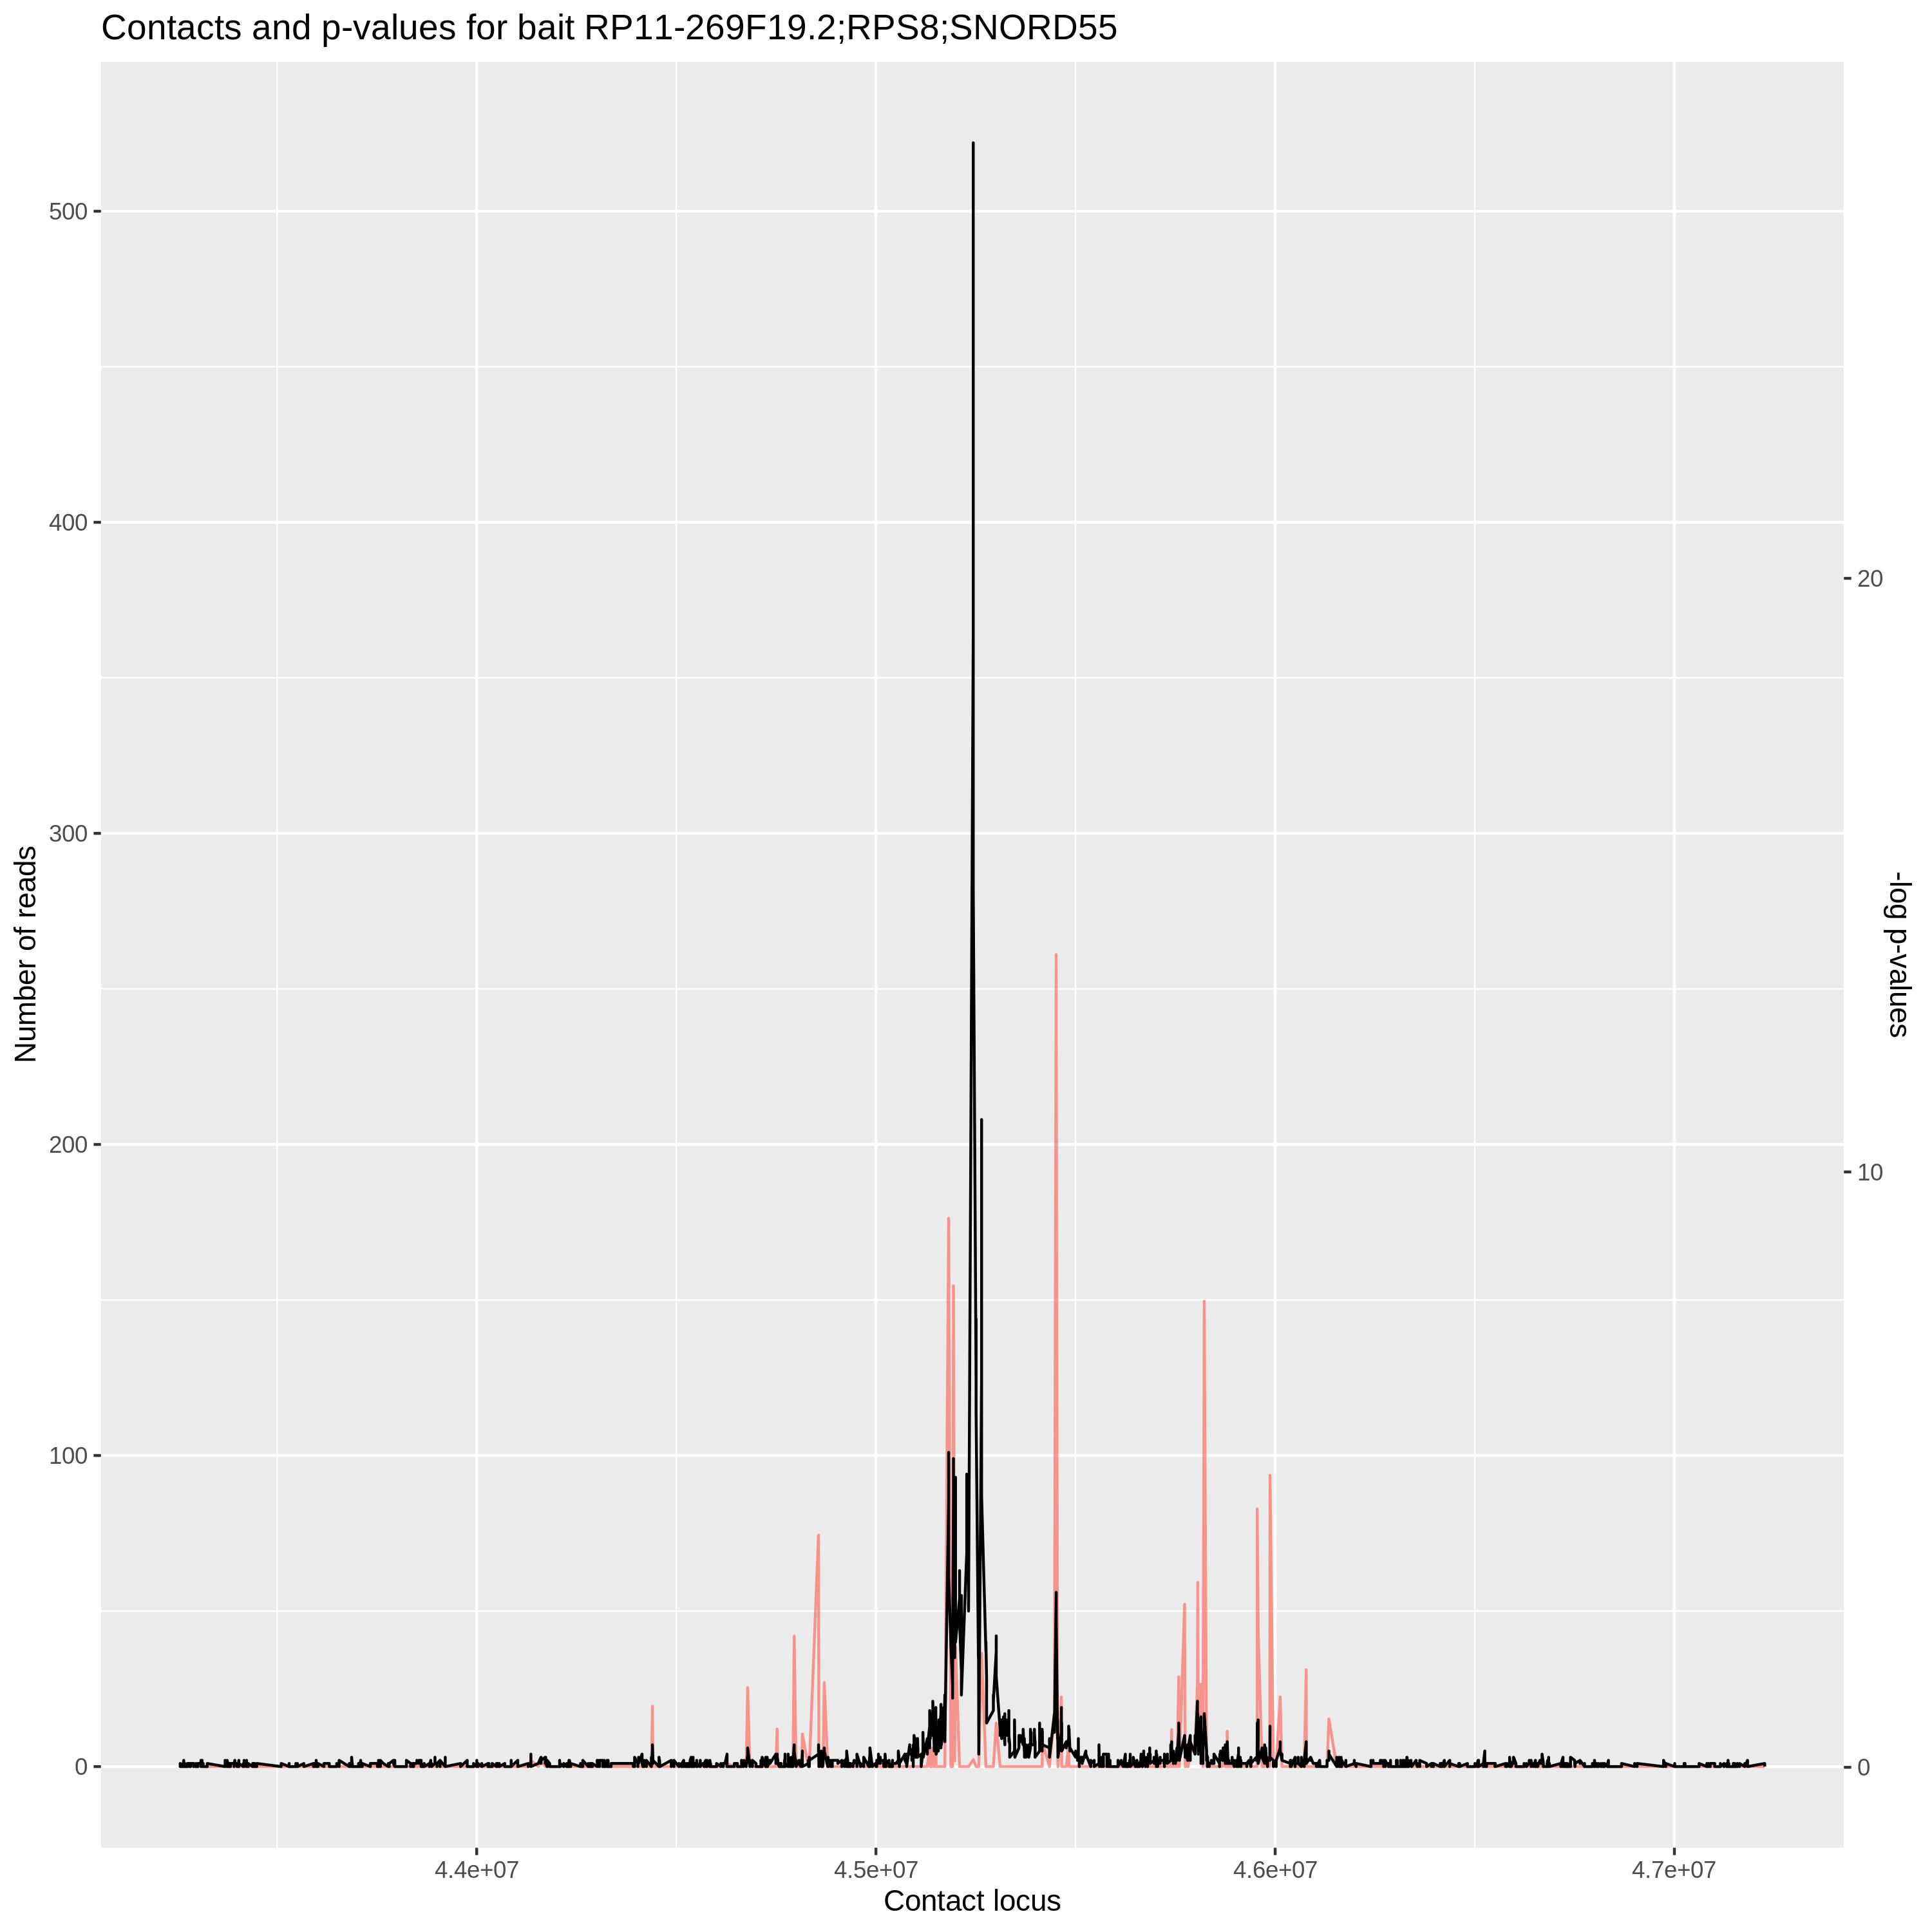 Contacts and p-values for bait RP11-269F19.2;RPS8;SNORD55
Number of reads
500
400
300
200
100
0
20
10
0
-log p-values
4.4e+07
4.5e+07
4.6e+07
4.7e+07
Contact locus